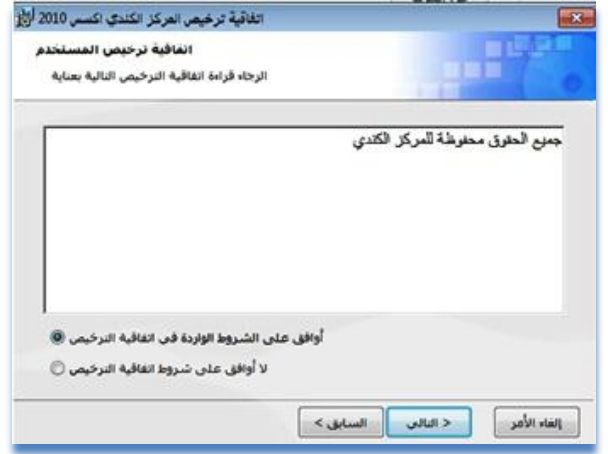 اتفاقية ترخيص المركز الكندي اكسس 2010
اتفاقية ترخيص المستخدم
الرجاء قراءة اتفاقية الترخيص التالية بعناية
جميع الحقوق محفوظة للمركز الكندي
أوافق على الشروط الواردة في اتفاقية الترخيص
لا أوافق على شروط اتفاقية الترخيص
السابق > التالي < إلغاء الأمر